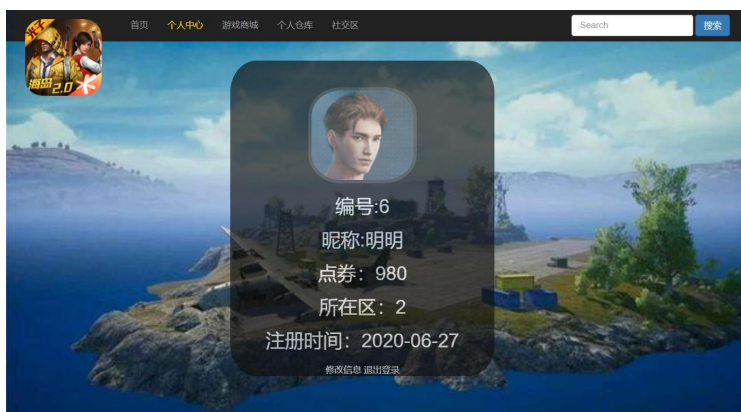 首页 个人中心 游戏商城 个人仓库 社交区 Search 搜索
光子
海岛2.0
编号:6
昵称:明明
点券：980
所在区：2
注册时间：2020-06-27
修改信息 退出登录